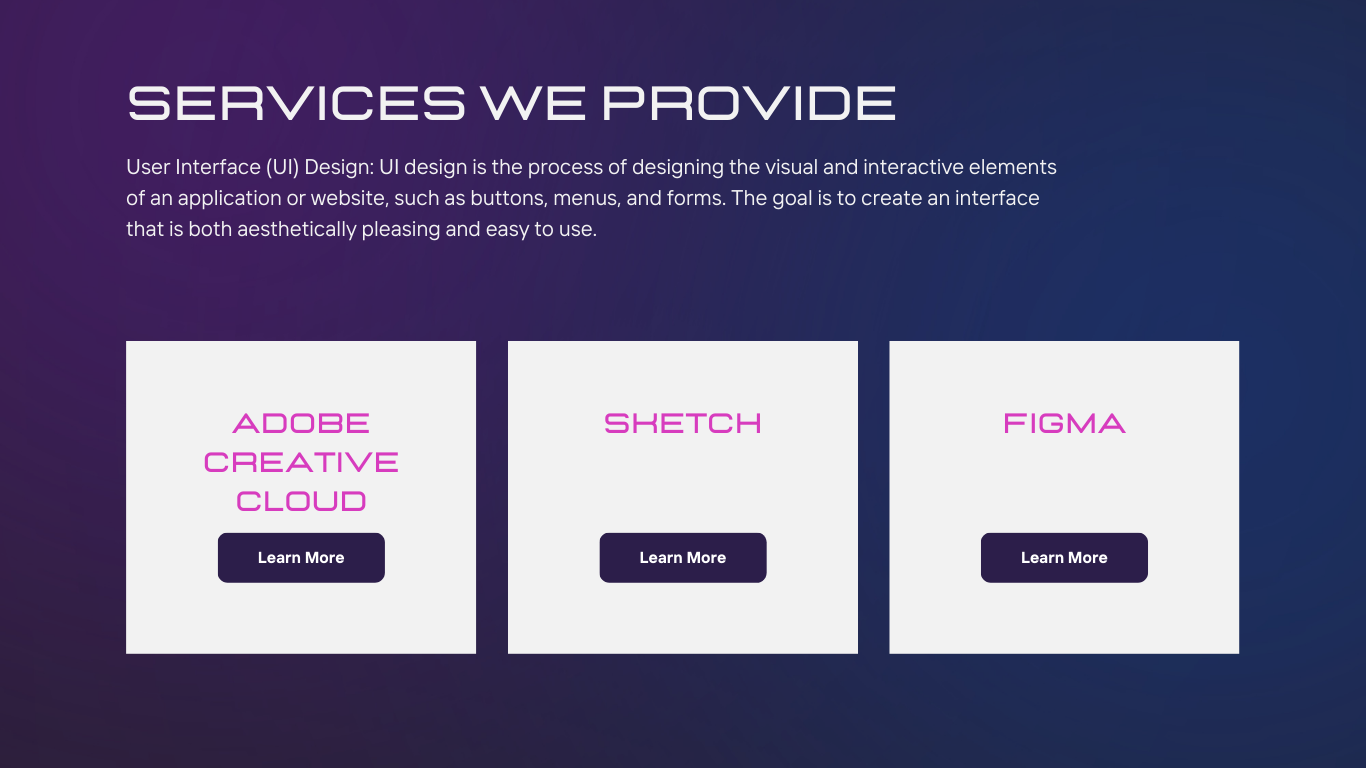 SERVICES WE PROVIDE
User Interface (UI) Design: UI design is the process of designing the visual and interactive elements
of an application or website, such as buttons, menus, and forms. The goal is to create an interface
that is both aesthetically pleasing and easy to use.
ADOBE
CREATIVE
CLOUD
Learn More
SKETCH
Learn More
FIGMA
Learn More